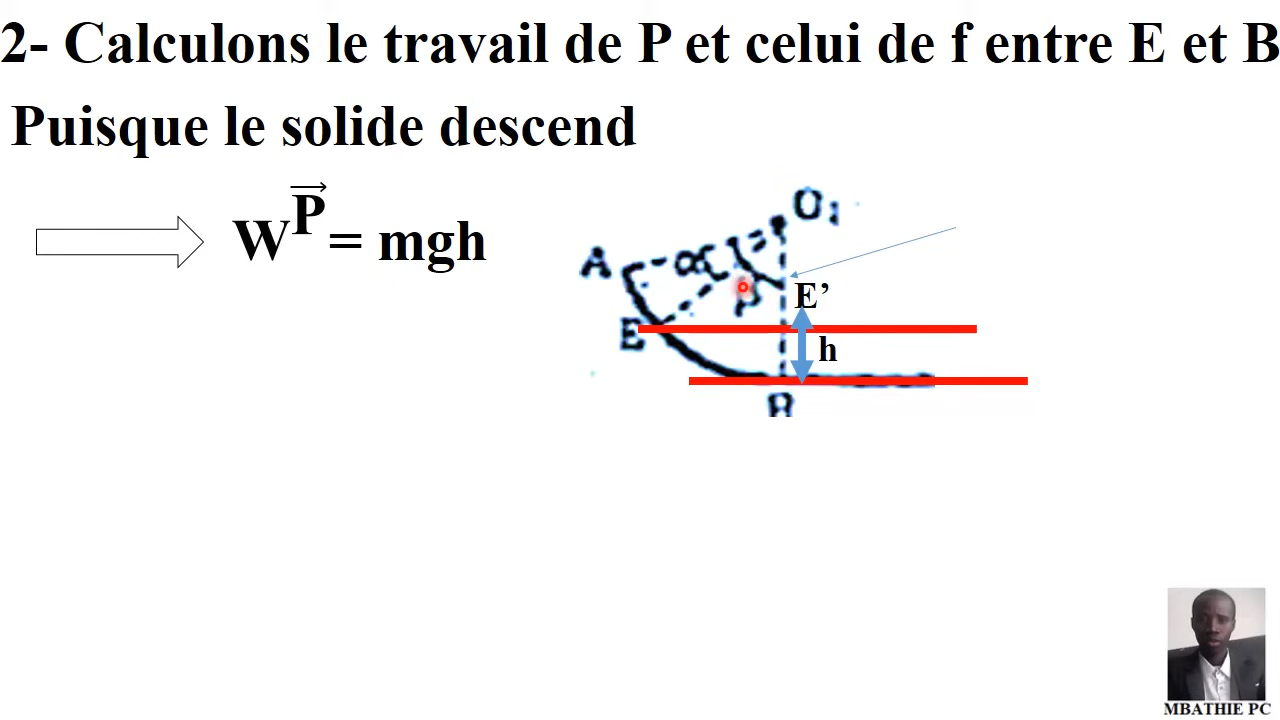 2- Calculons le travail de P et celui de f entre E et B
Puisque le solide descend
W P = mgh
O₁
A
α
β
E'
E
h
B
MBATHIE PC